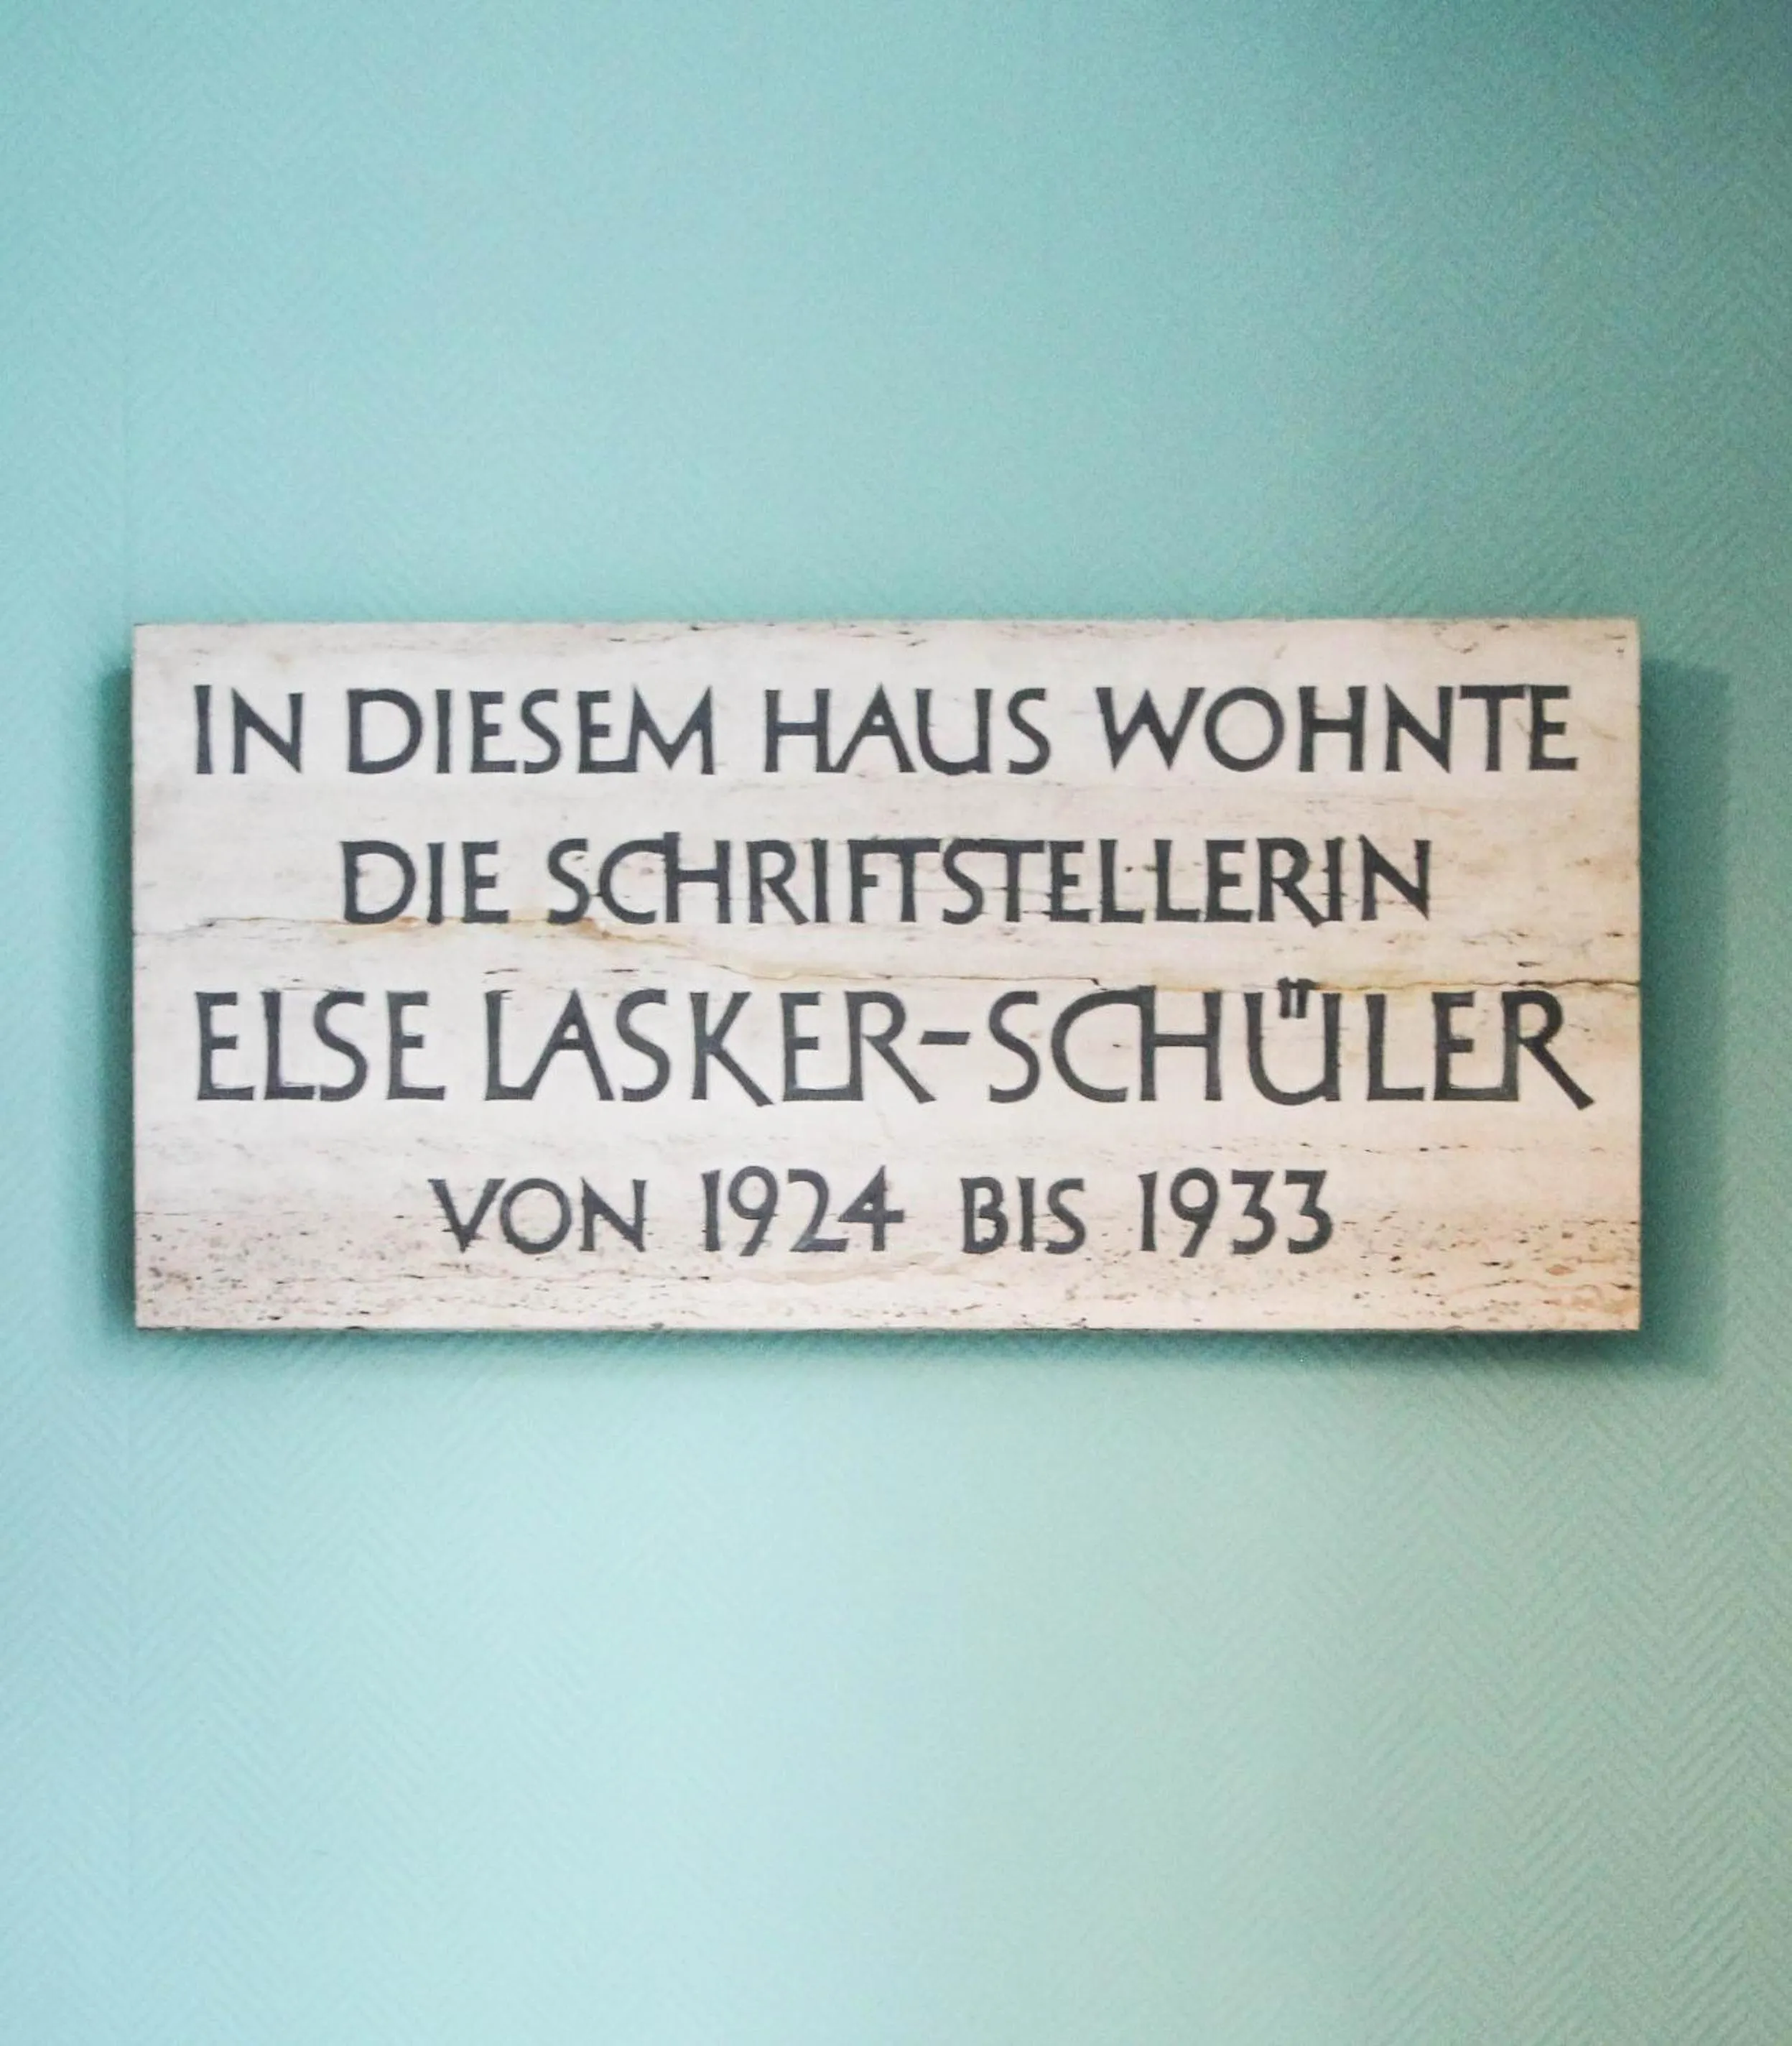 IN DIESEM HAUS WOHNTE
DIE SCHRIFTSTELLERIN
ELSE LASKER-SCHÜLER
VON 1924 BIS 1933